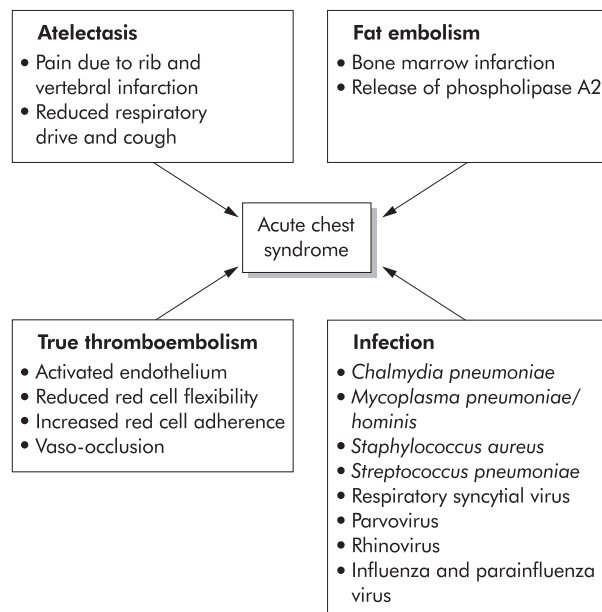 Atelectasis
• Pain due to rib and
vertebral infarction
• Reduced respiratory
drive and cough
Fat embolism
• Bone marrow infarction
• Release of phospholipase A2
Acute chest
syndrome
True thromboembolism
• Activated endothelium
• Reduced red cell flexibility
• Increased red cell adherence
• Vaso-occlusion
Infection
• Chalmydia pneumoniae
• Mycoplasma pneumoniae/
hominis
• Staphylococcus aureus
• Streptococcus pneumoniae
• Respiratory syncytial virus
• Parvovirus
• Rhinovirus
• Influenza and parainfluenza
virus